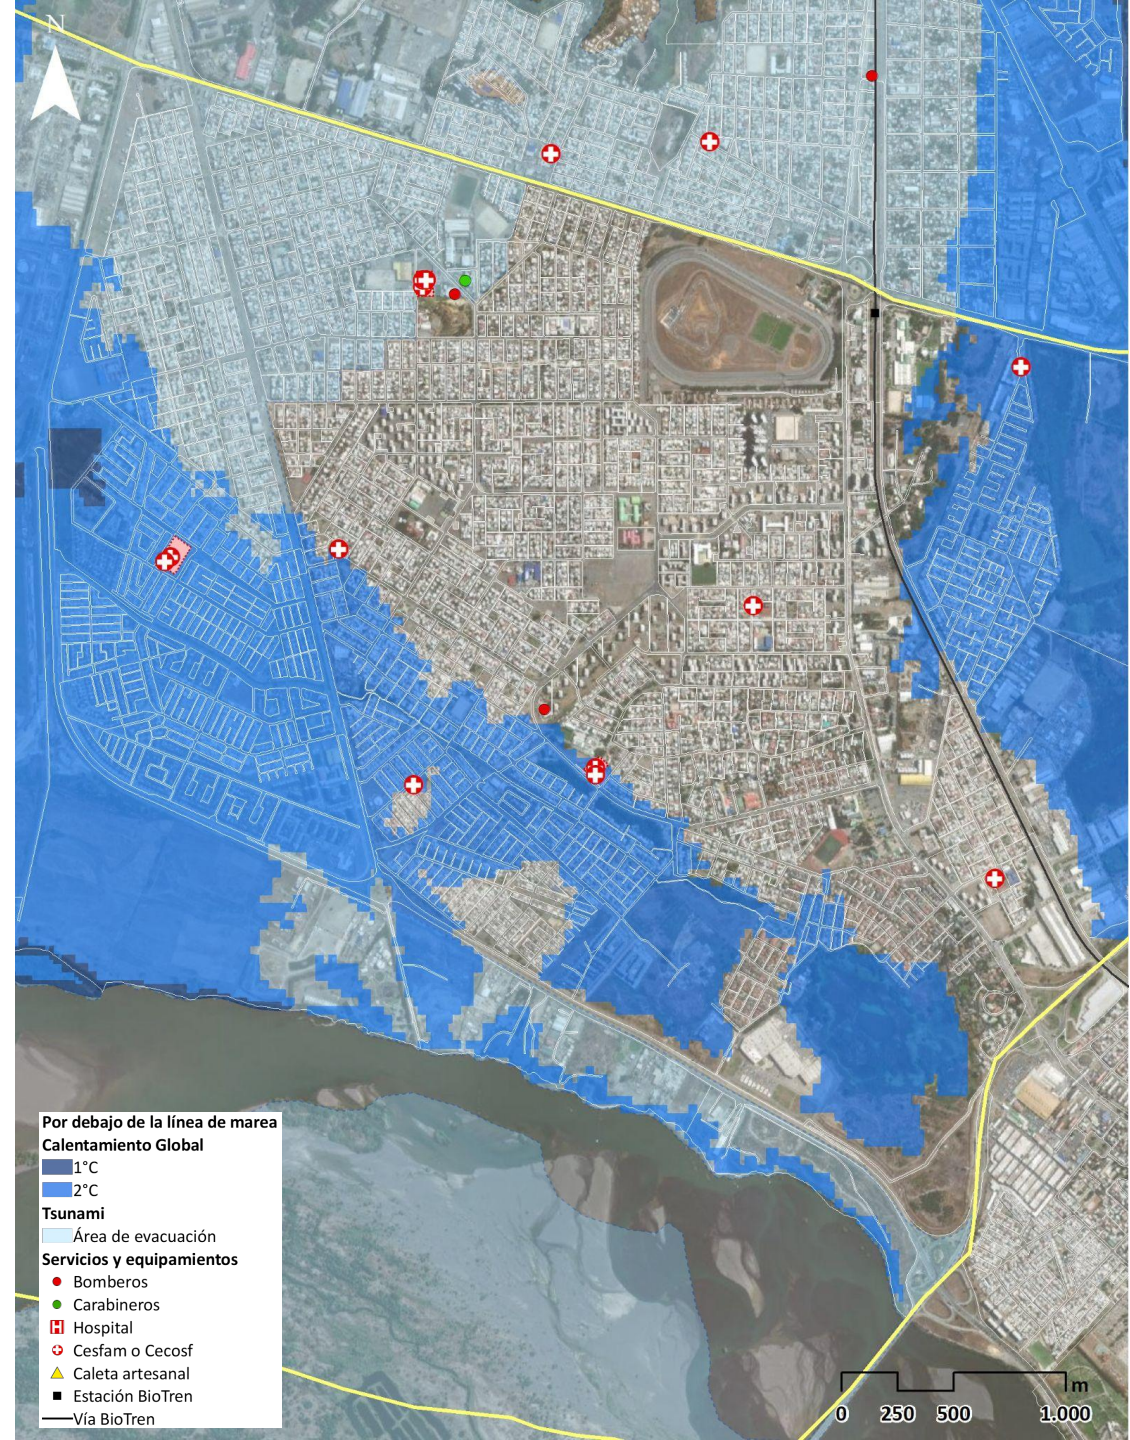 N
Por debajo de la línea de marea
Calentamiento Global
1°C
2°C
Tsunami
Área de evacuación
Servicios y equipamientos
Bomberos
Carabineros
H Hospital
Cesfam o Cecosf
Caleta artesanal
Estación BioTren
Vía BioTren
m
0 250 500 1.000